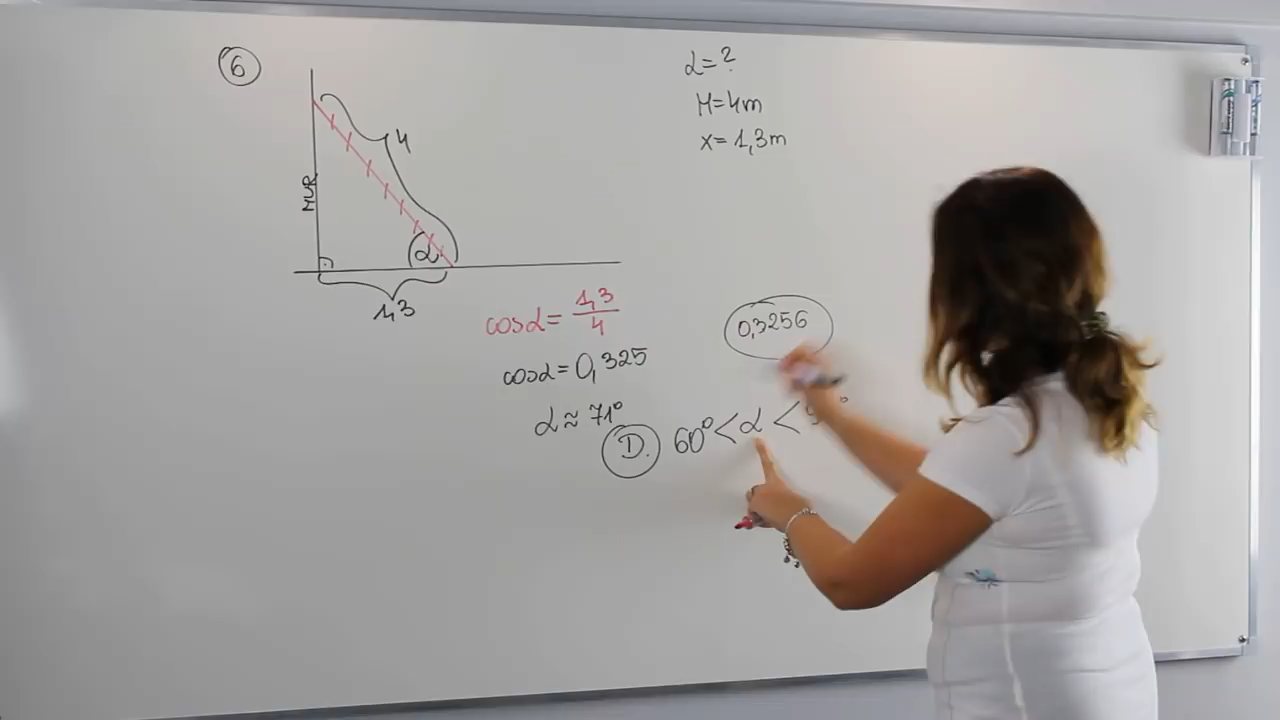 6
α=?
H=4m
x=1,3m
4
MUR
α
1,3
cosα= 1,3/4
0,3256
cosα=0,325
α≈71°
D. 60°<α<